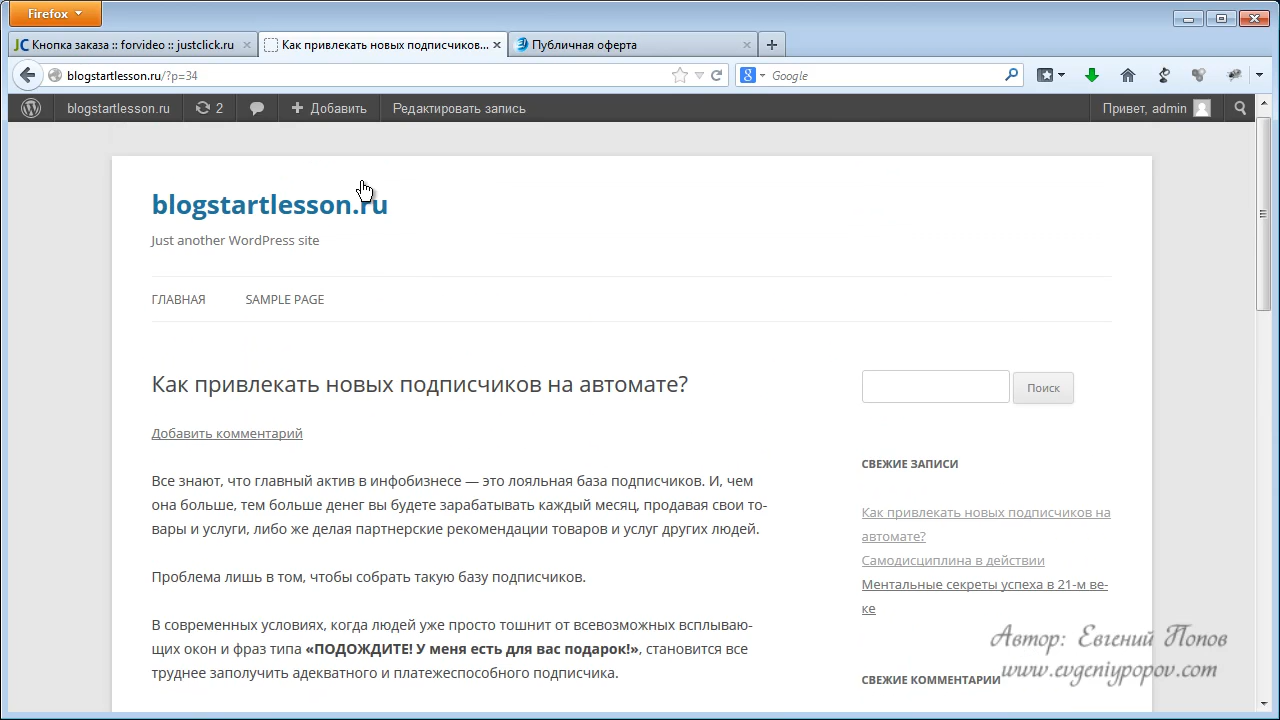 Firefox
Кнопка заказа :: forvideo :: justclick.ru
Как привлекать новых подписчиков...
Публичная оферта
blogstartlesson.ru/?p=34
Google
blogstartlesson.ru
2
Добавить
Редактировать запись
Привет, admin
blogstartlesson.ru
Just another WordPress site
ГЛАВНАЯ
SAMPLE PAGE
Как привлекать новых подписчиков на автомате?
Добавить комментарий
Все знают, что главный актив в инфобизнесе — это лояльная база подписчиков. И, чем
она больше, тем больше денег вы будете зарабатывать каждый месяц, продавая свои то-
вары и услуги, либо же делая партнерские рекомендации товаров и услуг других людей.
Проблема лишь в том, чтобы собрать такую базу подписчиков.
В современных условиях, когда людей уже просто тошнит от всевозможных всплываю-
щих окон и фраз типа «ПОДОЖДИТЕ! У меня есть для вас подарок!», становится все
труднее заполучить адекватного и платежеспособного подписчика.
Поиск
СВЕЖИЕ ЗАПИСИ
Как привлекать новых подписчиков на
автомате?
Самодисциплина в действии
Ментальные секреты успеха в 21-м ве-
ке
СВЕЖИЕ КОММЕНТАРИИ
Автор: Евгений Попов
www.evgeniypopov.com